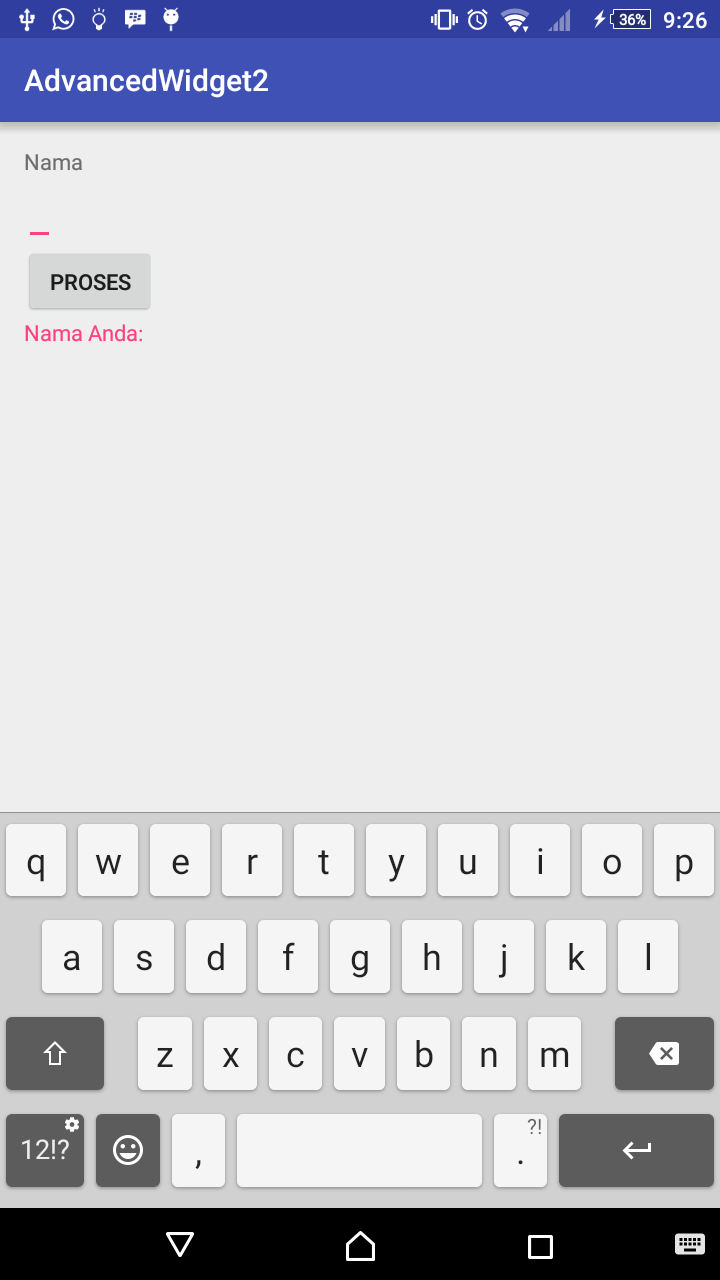 36% 9:26
AdvancedWidget2
Nama
PROSES
Nama Anda:
q w e r t y u i o p
a s d f g h j k l
z x c v b n m
12!? , . ?!